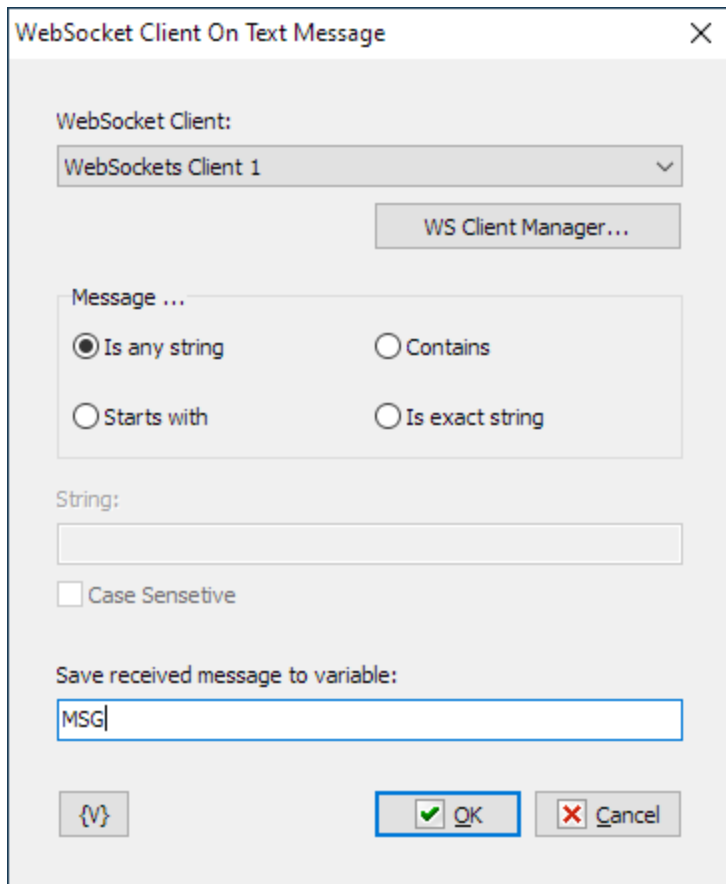 WebSocket Client On Text Message
WebSocket Client:
WebSockets Client 1
WS Client Manager...
Message ...
Is any string
Contains
Starts with
Is exact string
String:
Case Sensetive
Save received message to variable:
MSG
{V}
OK
Cancel